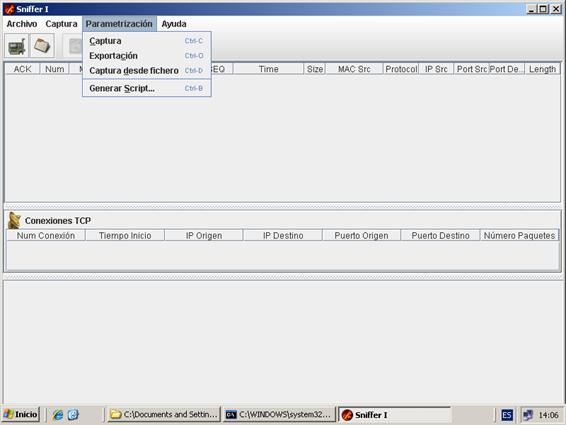 Sniffer I
Archivo Captura Parametrización Ayuda
Captura Ctrl-C
Exportación Ctrl-O
Captura desde fichero Ctrl-D
Generar Script... Ctrl-B
ACK Num M EQ Time Size MAC Src Protocol IP Src Port Src Port De... Length
Conexiones TCP
Num Conexión Tiempo Inicio IP Origen IP Destino Puerto Origen Puerto Destino Número Paquetes
Inicio C:\Documents and Settin... C:\WINDOWS\system32... Sniffer I ES 14:06